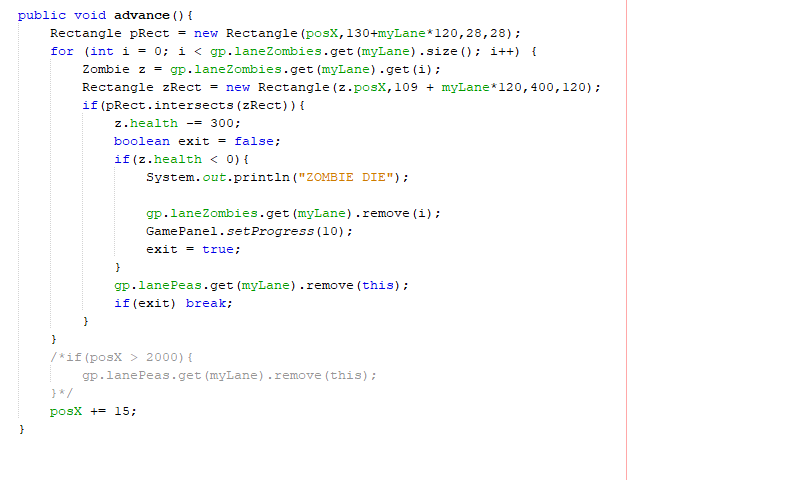 public void advance(){
Rectangle pRect = new Rectangle(posX,130+myLane*120,28,28);
for (int i = 0; i < gp.laneZombies.get(myLane).size(); i++) {
Zombie z = gp.laneZombies.get(myLane).get(i);
Rectangle zRect = new Rectangle(z.posX,109 + myLane*120,400,120);
if(pRect.intersects(zRect)){
z.health -= 300;
boolean exit = false;
if(z.health < 0){
System.out.println("ZOMBIE DIE");
gp.laneZombies.get(myLane).remove(i);
GamePanel.setProgress(10);
exit = true;
}
gp.lanePeas.get(myLane).remove(this);
if(exit) break;
}
}
/*if(posX > 2000){
gp.lanePeas.get(myLane).remove(this);
}*/
posX += 15;
}